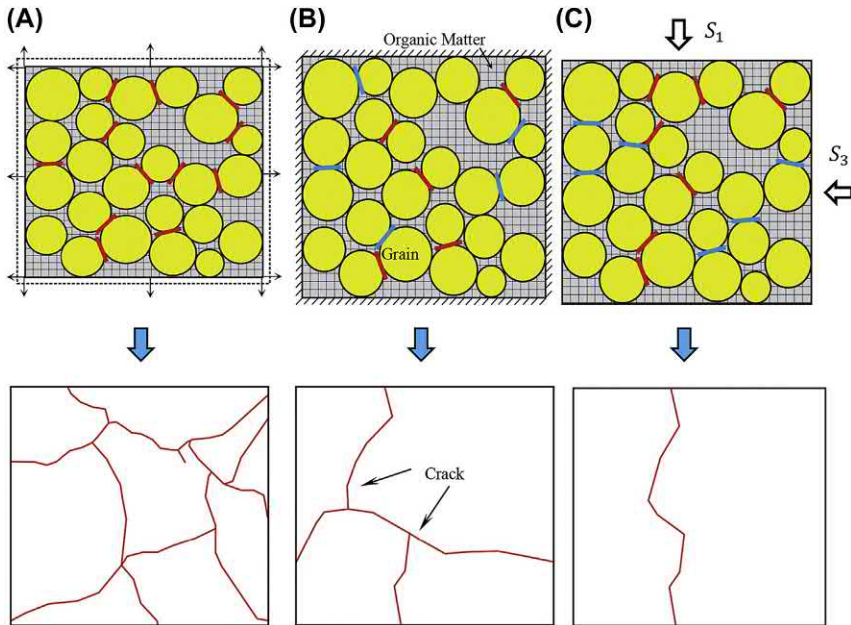 (A)
(B)
(C)
Organic Matter
S₁
S₃
Grain
Crack